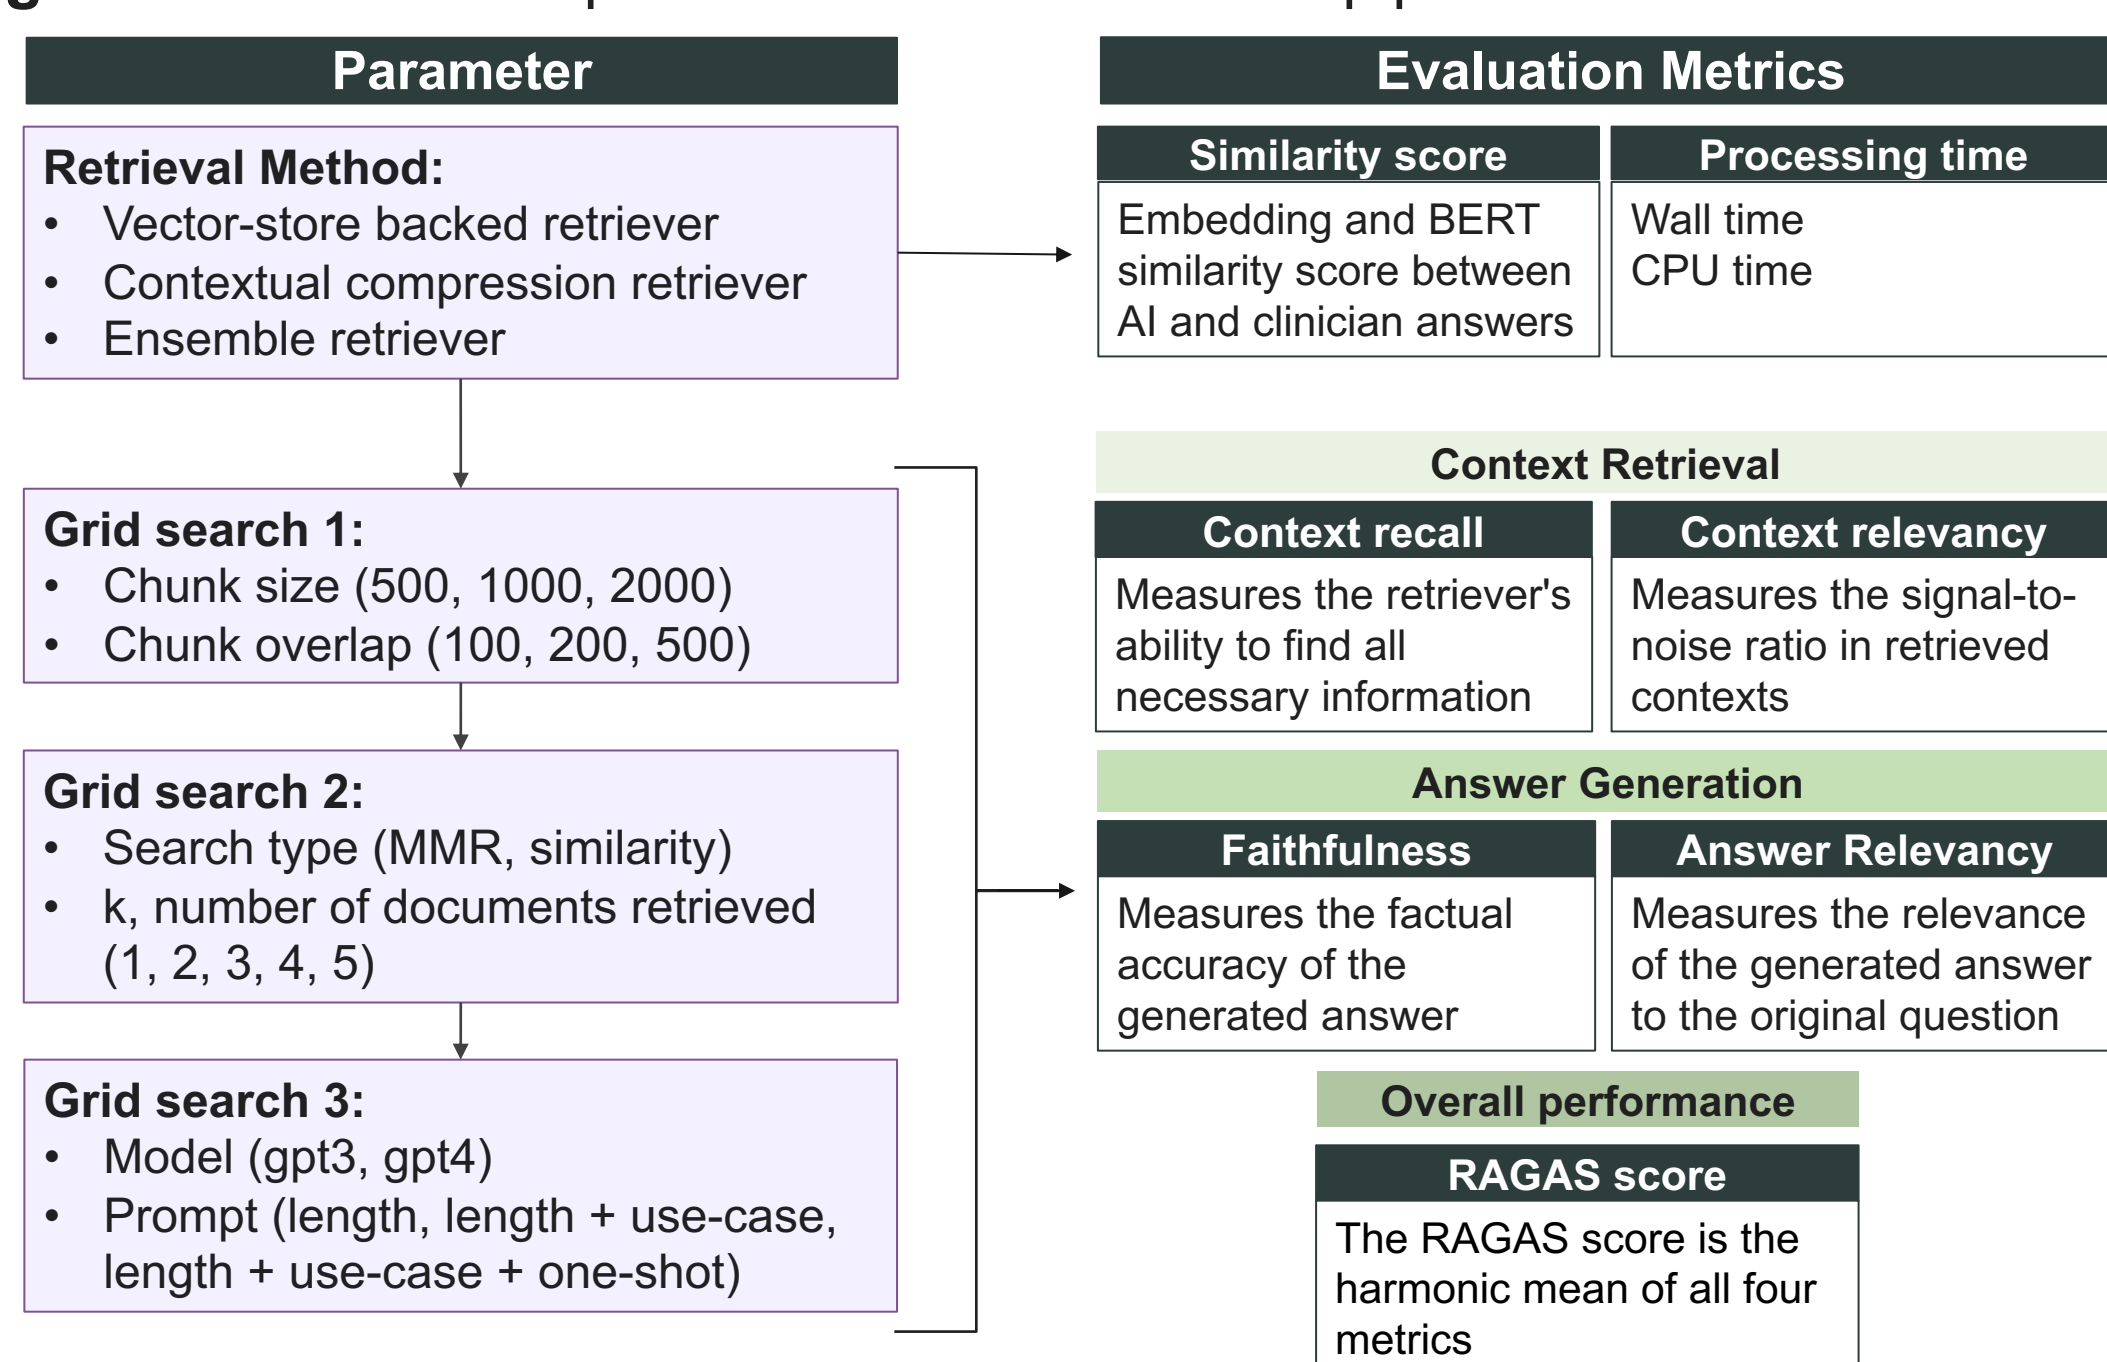 Parameter
Retrieval Method:
• Vector-store backed retriever
• Contextual compression retriever
• Ensemble retriever
Grid search 1:
• Chunk size (500, 1000, 2000)
• Chunk overlap (100, 200, 500)
Grid search 2:
• Search type (MMR, similarity)
• k, number of documents retrieved
(1, 2, 3, 4, 5)
Grid search 3:
• Model (gpt3, gpt4)
• Prompt (length, length + use-case,
length + use-case + one-shot)
Evaluation Metrics
Similarity score
Embedding and BERT
similarity score between
AI and clinician answers
Processing time
Wall time
CPU time
Context Retrieval
Context recall
Measures the retriever's
ability to find all
necessary information
Context relevancy
Measures the signal-to-
noise ratio in retrieved
contexts
Answer Generation
Faithfulness
Measures the factual
accuracy of the
generated answer
Answer Relevancy
Measures the relevance
of the generated answer
to the original question
Overall performance
RAGAS score
The RAGAS score is the
harmonic mean of all four
metrics